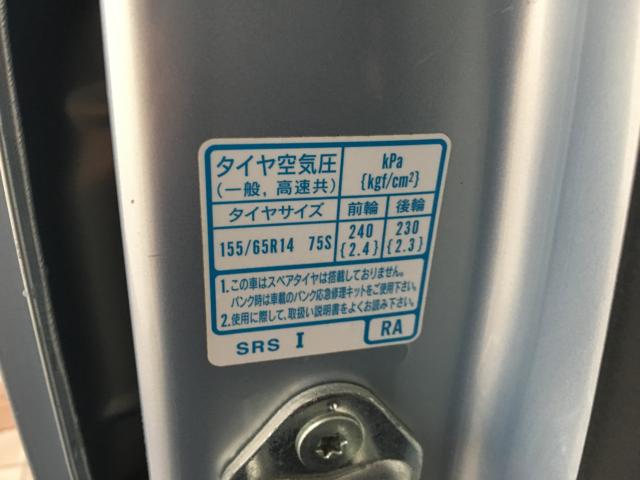 タイヤ空気圧 kPa
(一般, 高速共) {kgf/cm²}
タイヤサイズ 前輪 後輪
155/65R14 75S 240 230
{2.4} {2.3}
1.この車はスペアタイヤは搭載しておりません。
パンク時は車載のパンク応急修理キットをご使用下さい。
2.使用に際して、取扱い説明書をよくお読み下さい。
SRS I RA